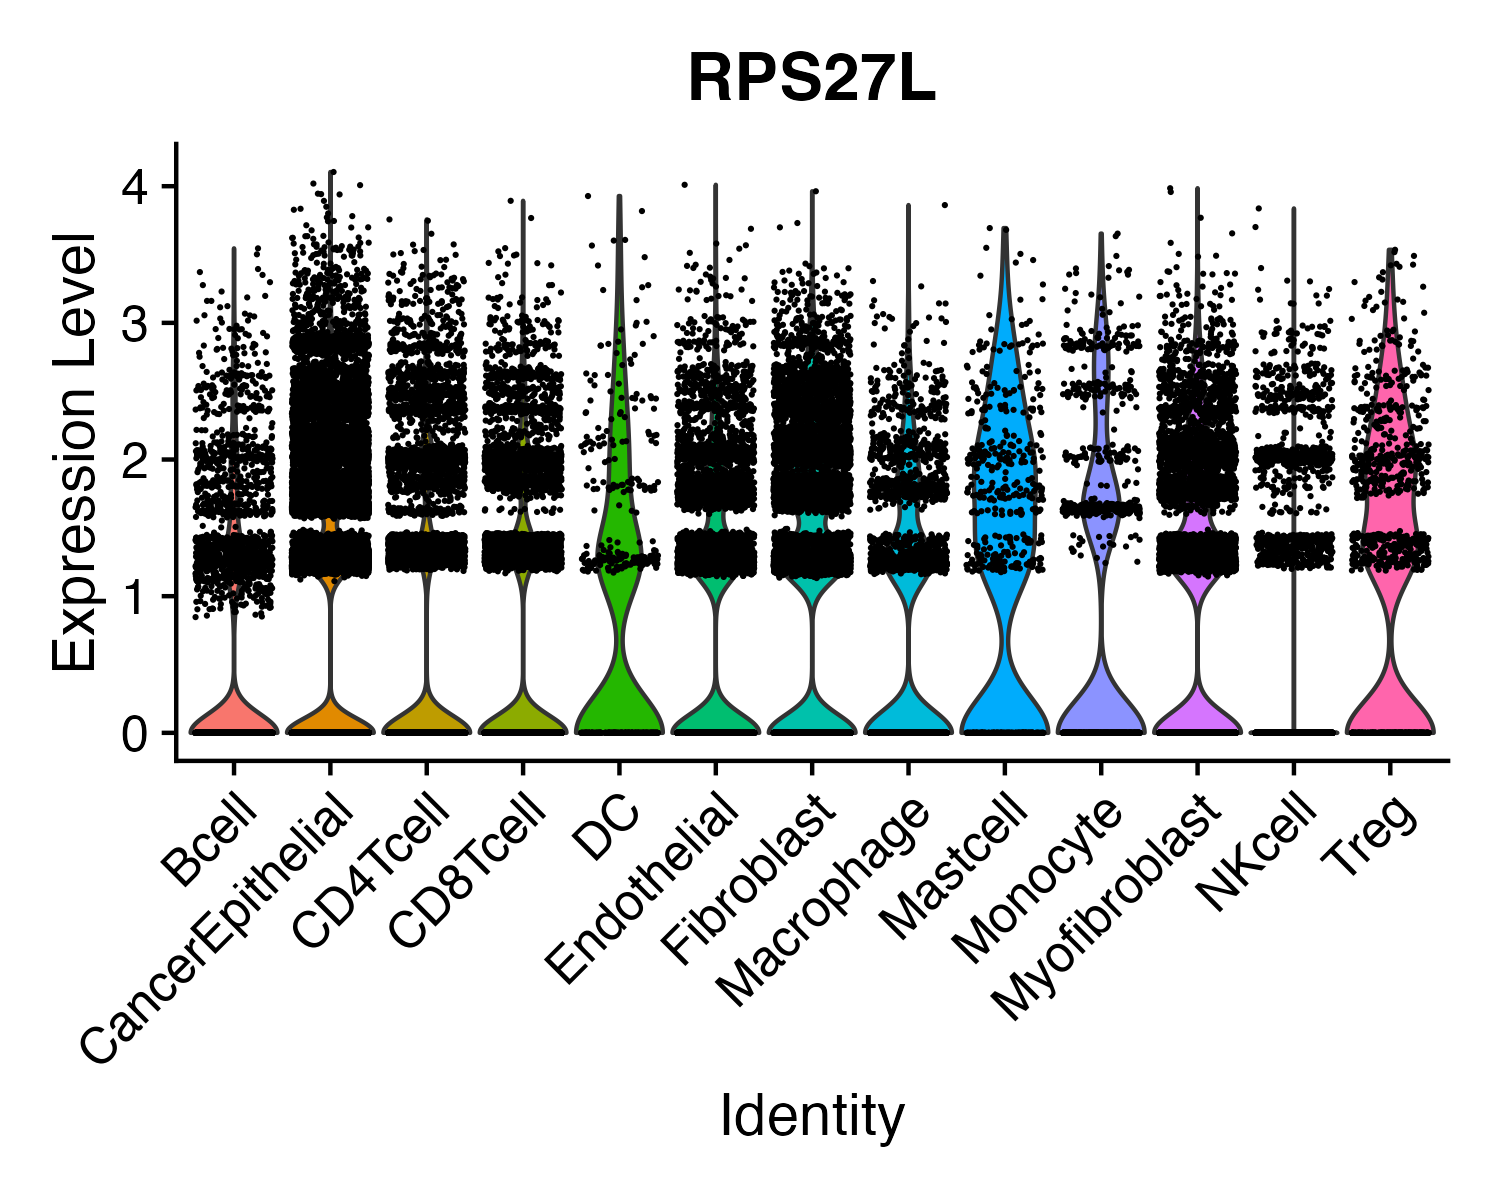 RPS27L
Expression Level
4
3
2
1
0
Bcell
CancerEpithelial
CD4Tcell
CD8Tcell
DC
Endothelial
Fibroblast
Macrophage
Mastcell
Monocyte
Myofibroblast
NKcell
Treg
Identity